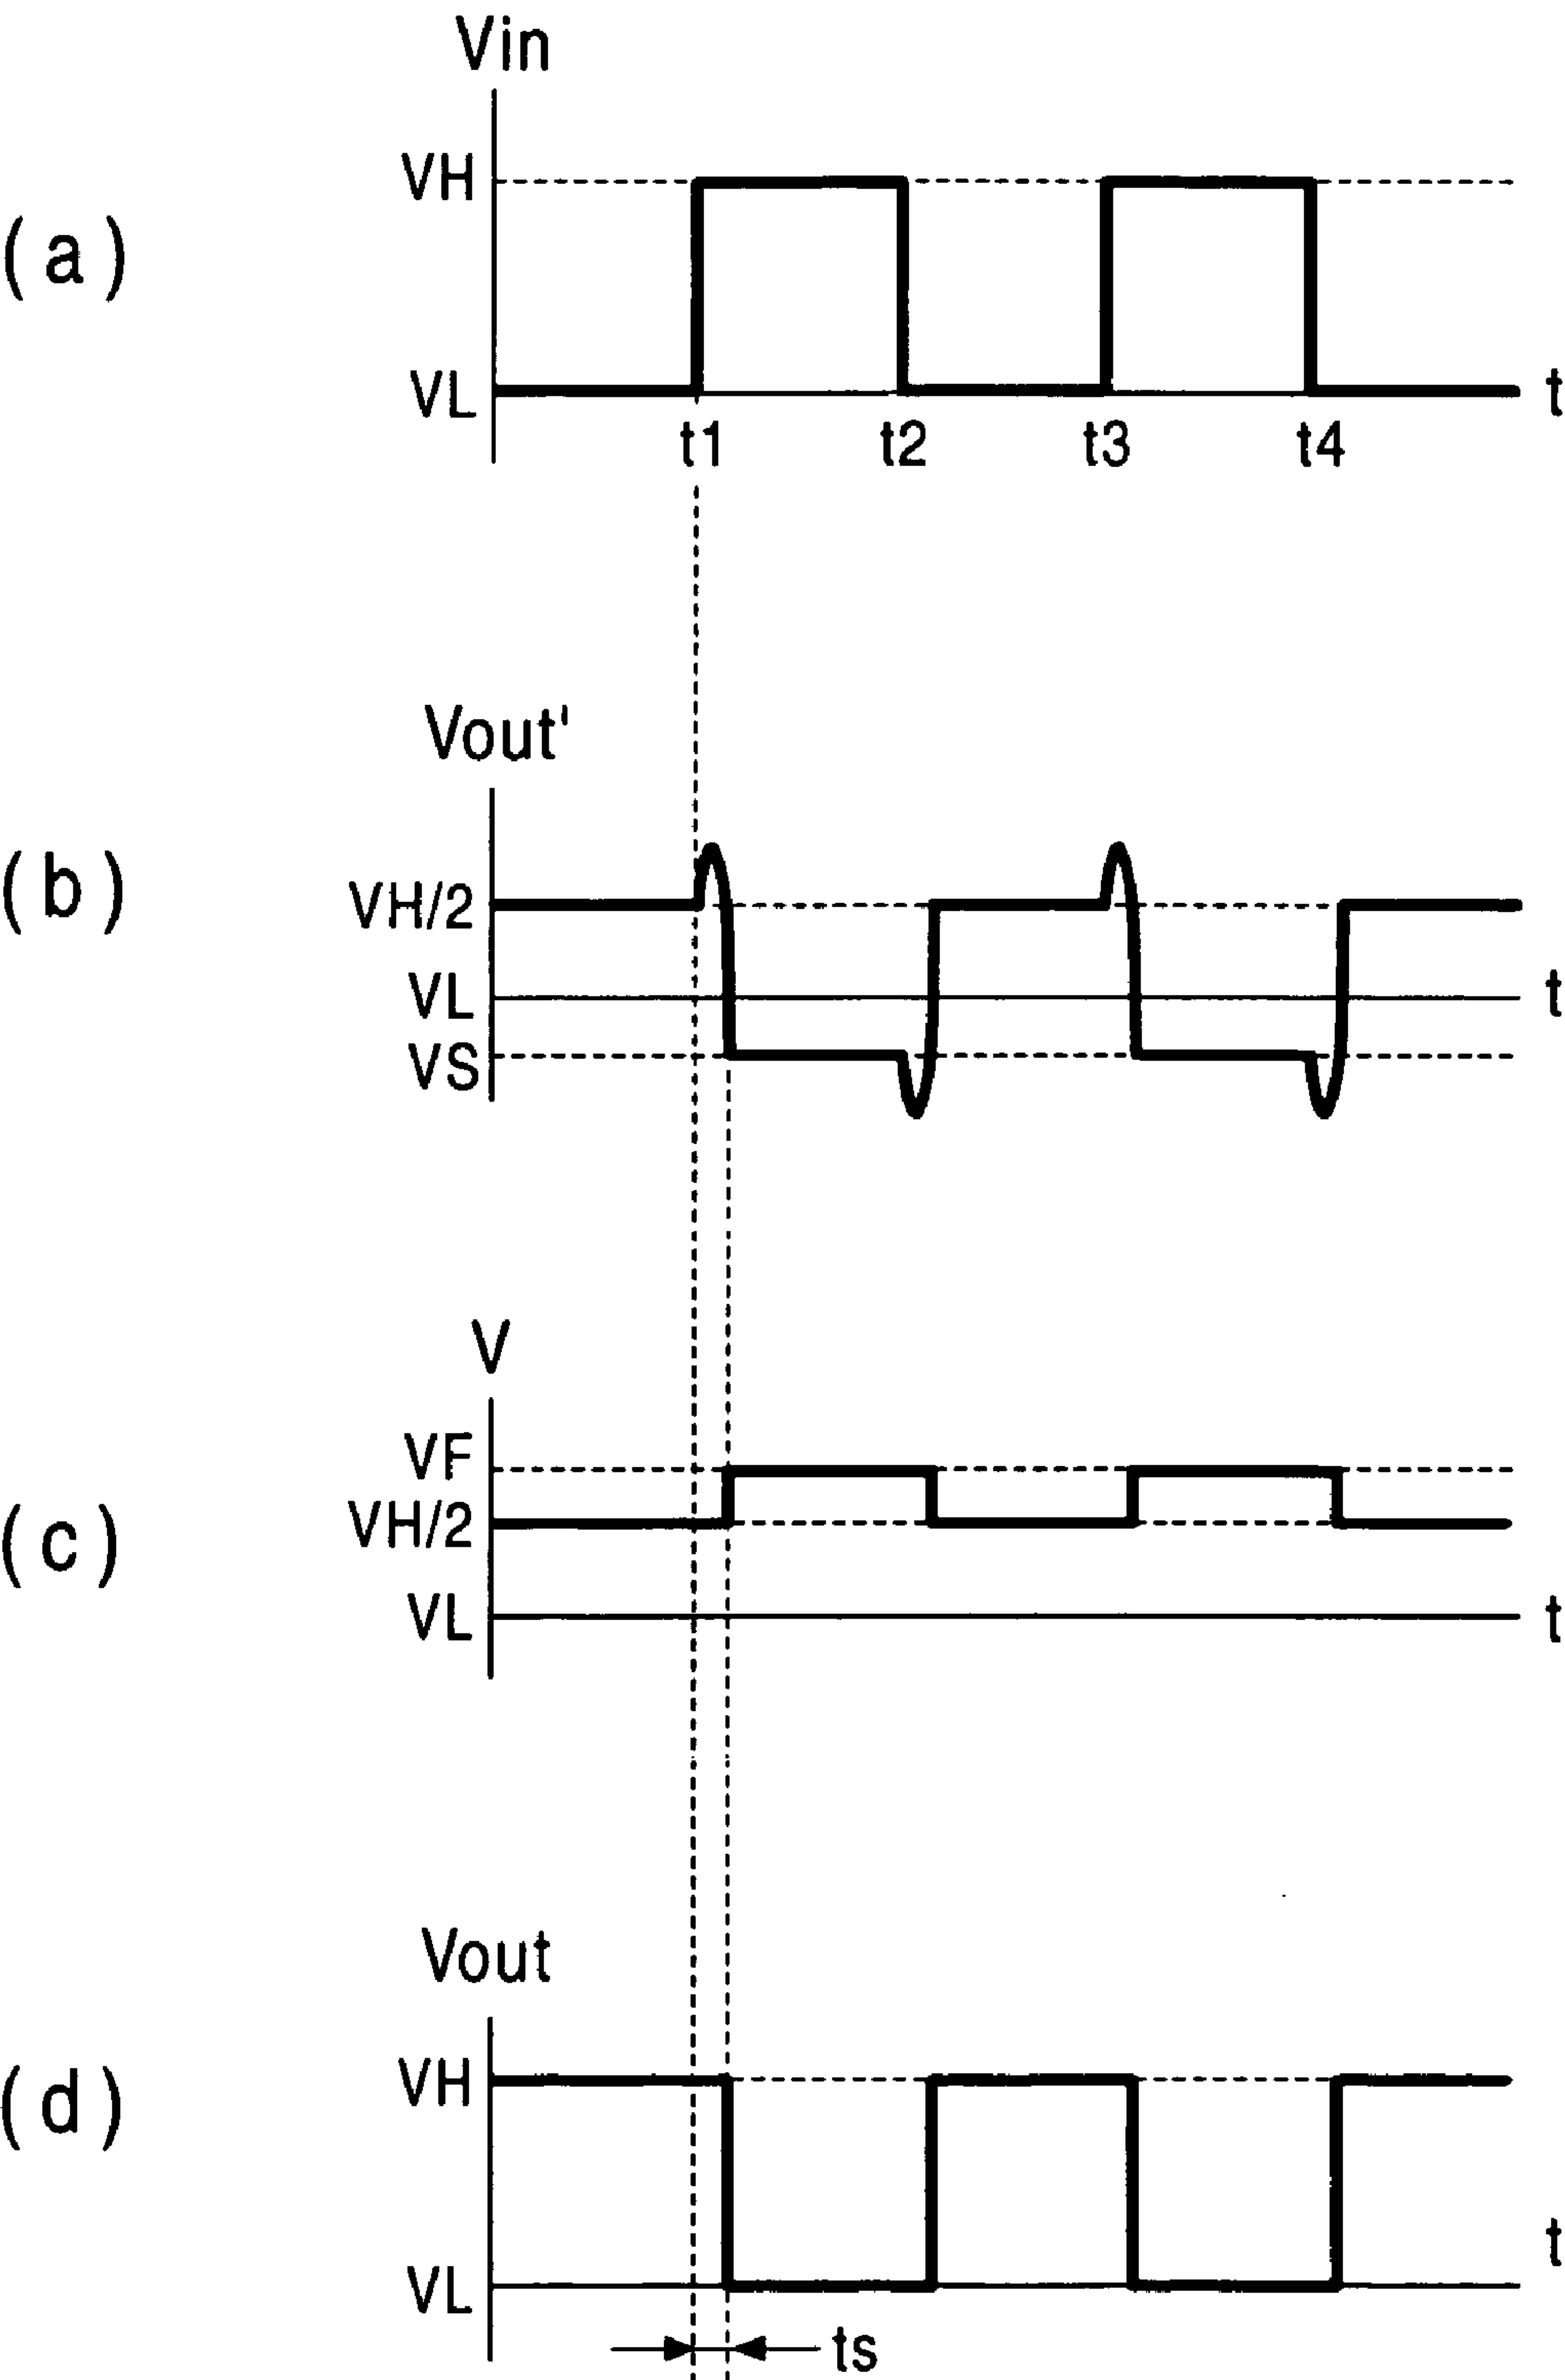 Vin
VH
(a)
VL
t
t1 t2 t3 t4
Vout'
(b)
VH/2
VL
t
VS
V
VF
VH/2
(c)
VL
t
Vout
VH
(d)
t
VL
ts